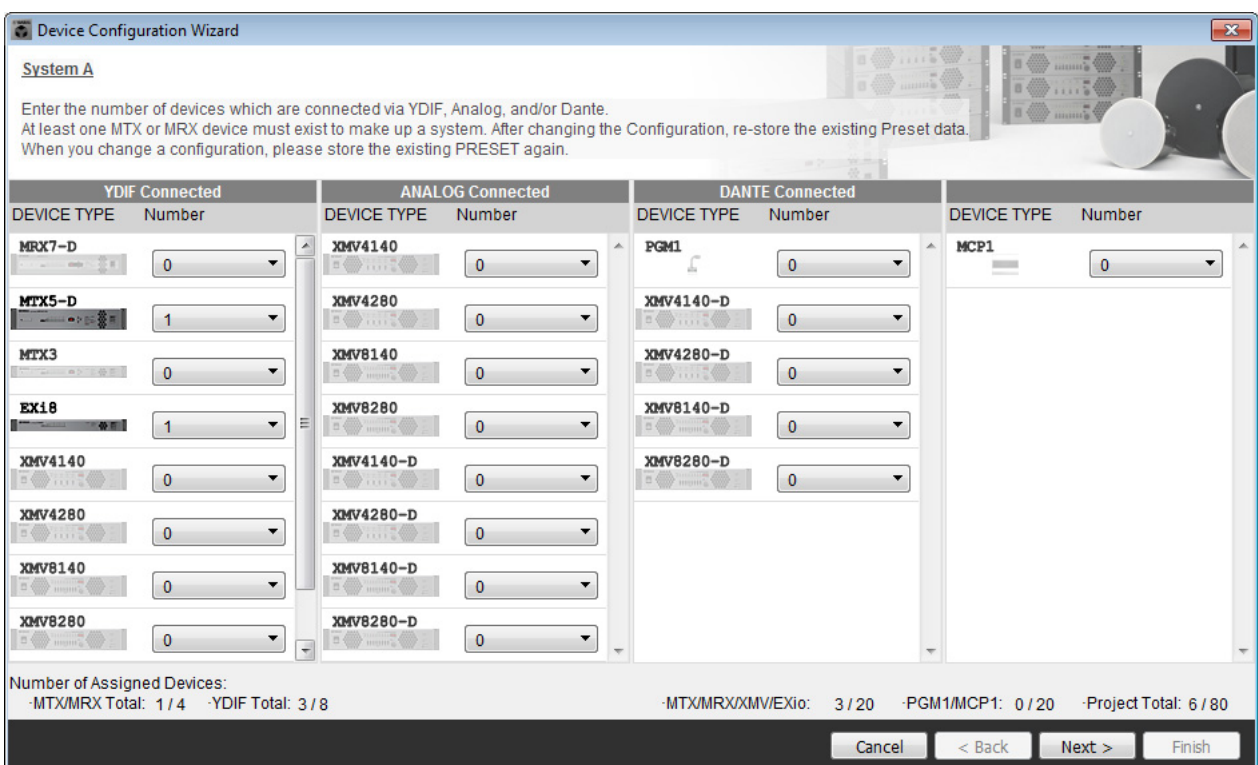 Device Configuration Wizard
System A
Enter the number of devices which are connected via YDIF, Analog, and/or Dante.
At least one MTX or MRX device must exist to make up a system. After changing the Configuration, re-store the existing Preset data.
When you change a configuration, please store the existing PRESET again.
YDIF Connected ANALOG Connected DANTE Connected
DEVICE TYPE Number DEVICE TYPE Number DEVICE TYPE Number DEVICE TYPE Number
MRX7-D 0 XMV4140 0 PGM1 0 MCP1 0
MTX5-D 1 XMV4280 0 XMV4140-D 0
MTX3 0 XMV8140 0 XMV4280-D 0
EXi8 1 XMV8280 0 XMV8140-D 0
XMV4140 0 XMV4140-D 0 XMV8280-D 0
XMV4280 0 XMV4280-D 0
XMV8140 0 XMV8140-D 0
XMV8280 0 XMV8280-D 0
Number of Assigned Devices:
·MTX/MRX Total: 1 / 4 ·YDIF Total: 3 / 8 ·MTX/MRX/XMV/EXio: 3 / 20 ·PGM1/MCP1: 0 / 20 ·Project Total: 6 / 80
Cancel < Back Next > Finish